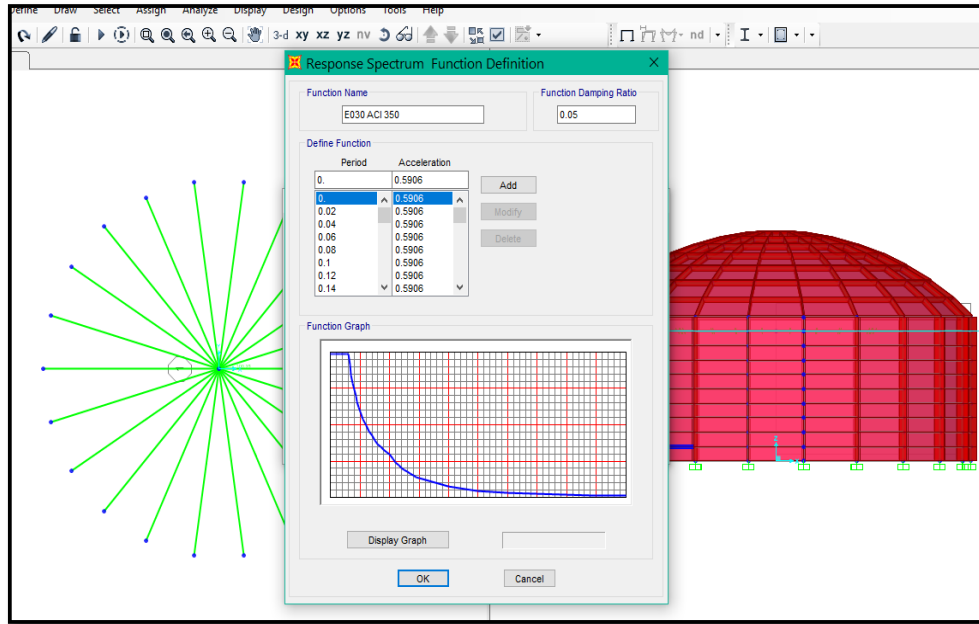 Define Draw Select Assign Analyze Display Design Options Tools Help
3-d xy xz yz nv nd
Response Spectrum Function Definition
Function Name
Function Damping Ratio
E030 ACI 350
0.05
Define Function
Period Acceleration
0. 0.5906
0. 0.5906
0.02 0.5906
0.04 0.5906
0.06 0.5906
0.08 0.5906
0.1 0.5906
0.12 0.5906
0.14 0.5906
Add
Modify
Delete
Function Graph
Display Graph
OK Cancel
1
z